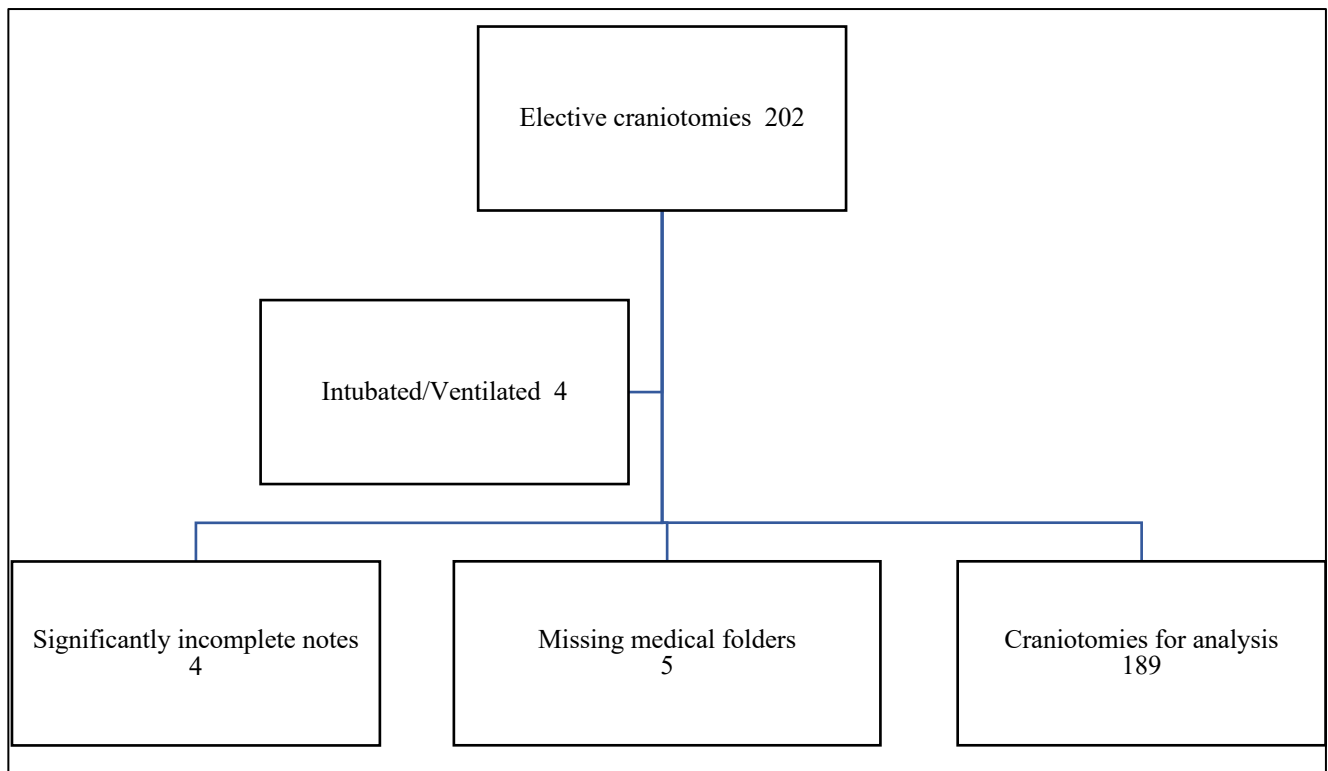 Elective craniotomies  202
Intubated/Ventilated  4
Significantly incomplete notes
4
Missing medical folders
5
Craniotomies for analysis
189